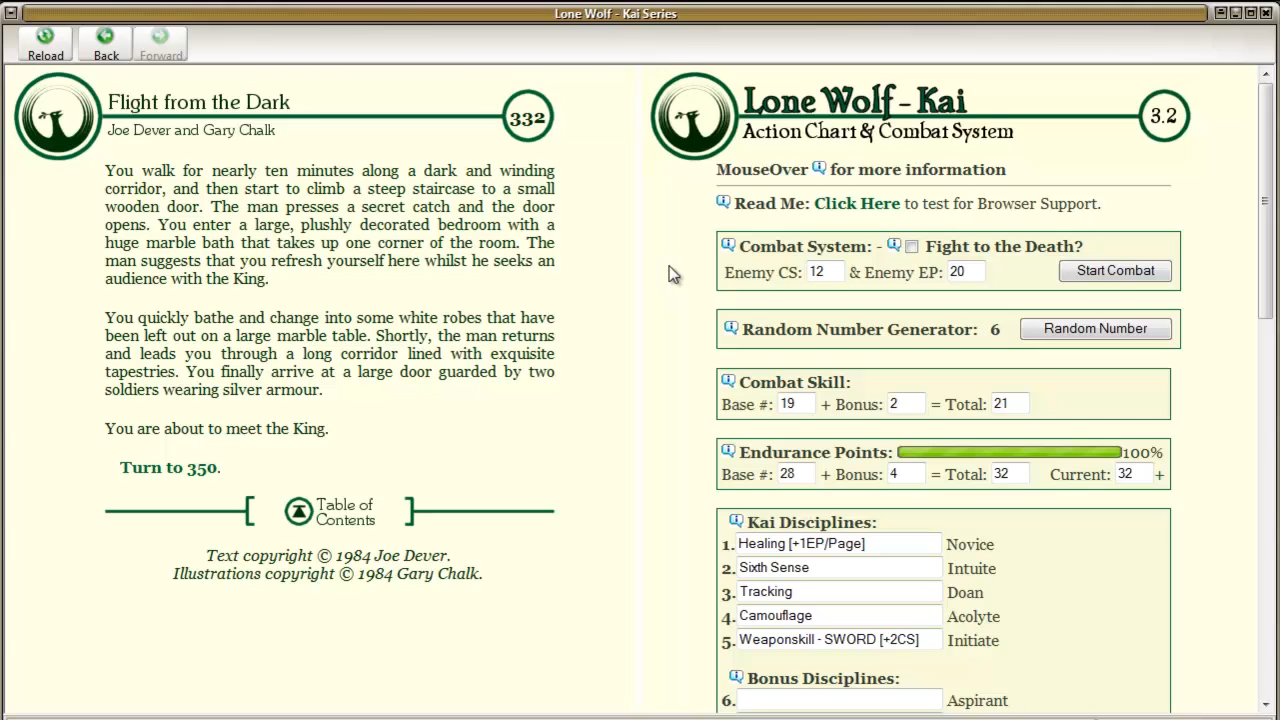 Lone Wolf - Kai Series
Reload Back Forward
Flight from the Dark
Joe Dever and Gary Chalk
332
You walk for nearly ten minutes along a dark and winding
corridor, and then start to climb a steep staircase to a small
wooden door. The man presses a secret catch and the door
opens. You enter a large, plushly decorated bedroom with a
huge marble bath that takes up one corner of the room. The
man suggests that you refresh yourself here whilst he seeks an
audience with the King.
You quickly bathe and change into some white robes that have
been left out on a large marble table. Shortly, the man returns
and leads you through a long corridor lined with exquisite
tapestries. You finally arrive at a large door guarded by two
soldiers wearing silver armour.
You are about to meet the King.
Turn to 350.
Table of
Contents
Text copyright © 1984 Joe Dever.
Illustrations copyright © 1984 Gary Chalk.
Lone Wolf - Kai
Action Chart & Combat System
3.2
MouseOver for more information
Read Me: Click Here to test for Browser Support.
Combat System: - Fight to the Death?
Enemy CS: 12 & Enemy EP: 20 Start Combat
Random Number Generator: 6 Random Number
Combat Skill:
Base #: 19 + Bonus: 2 = Total: 21
Endurance Points: 100%
Base #: 28 + Bonus: 4 = Total: 32 Current: 32 +
Kai Disciplines:
1. Healing [+1EP/Page] Novice
2. Sixth Sense Intuite
3. Tracking Doan
4. Camouflage Acolyte
5. Weaponskill - SWORD [+2CS] Initiate
Bonus Disciplines:
6. Aspirant